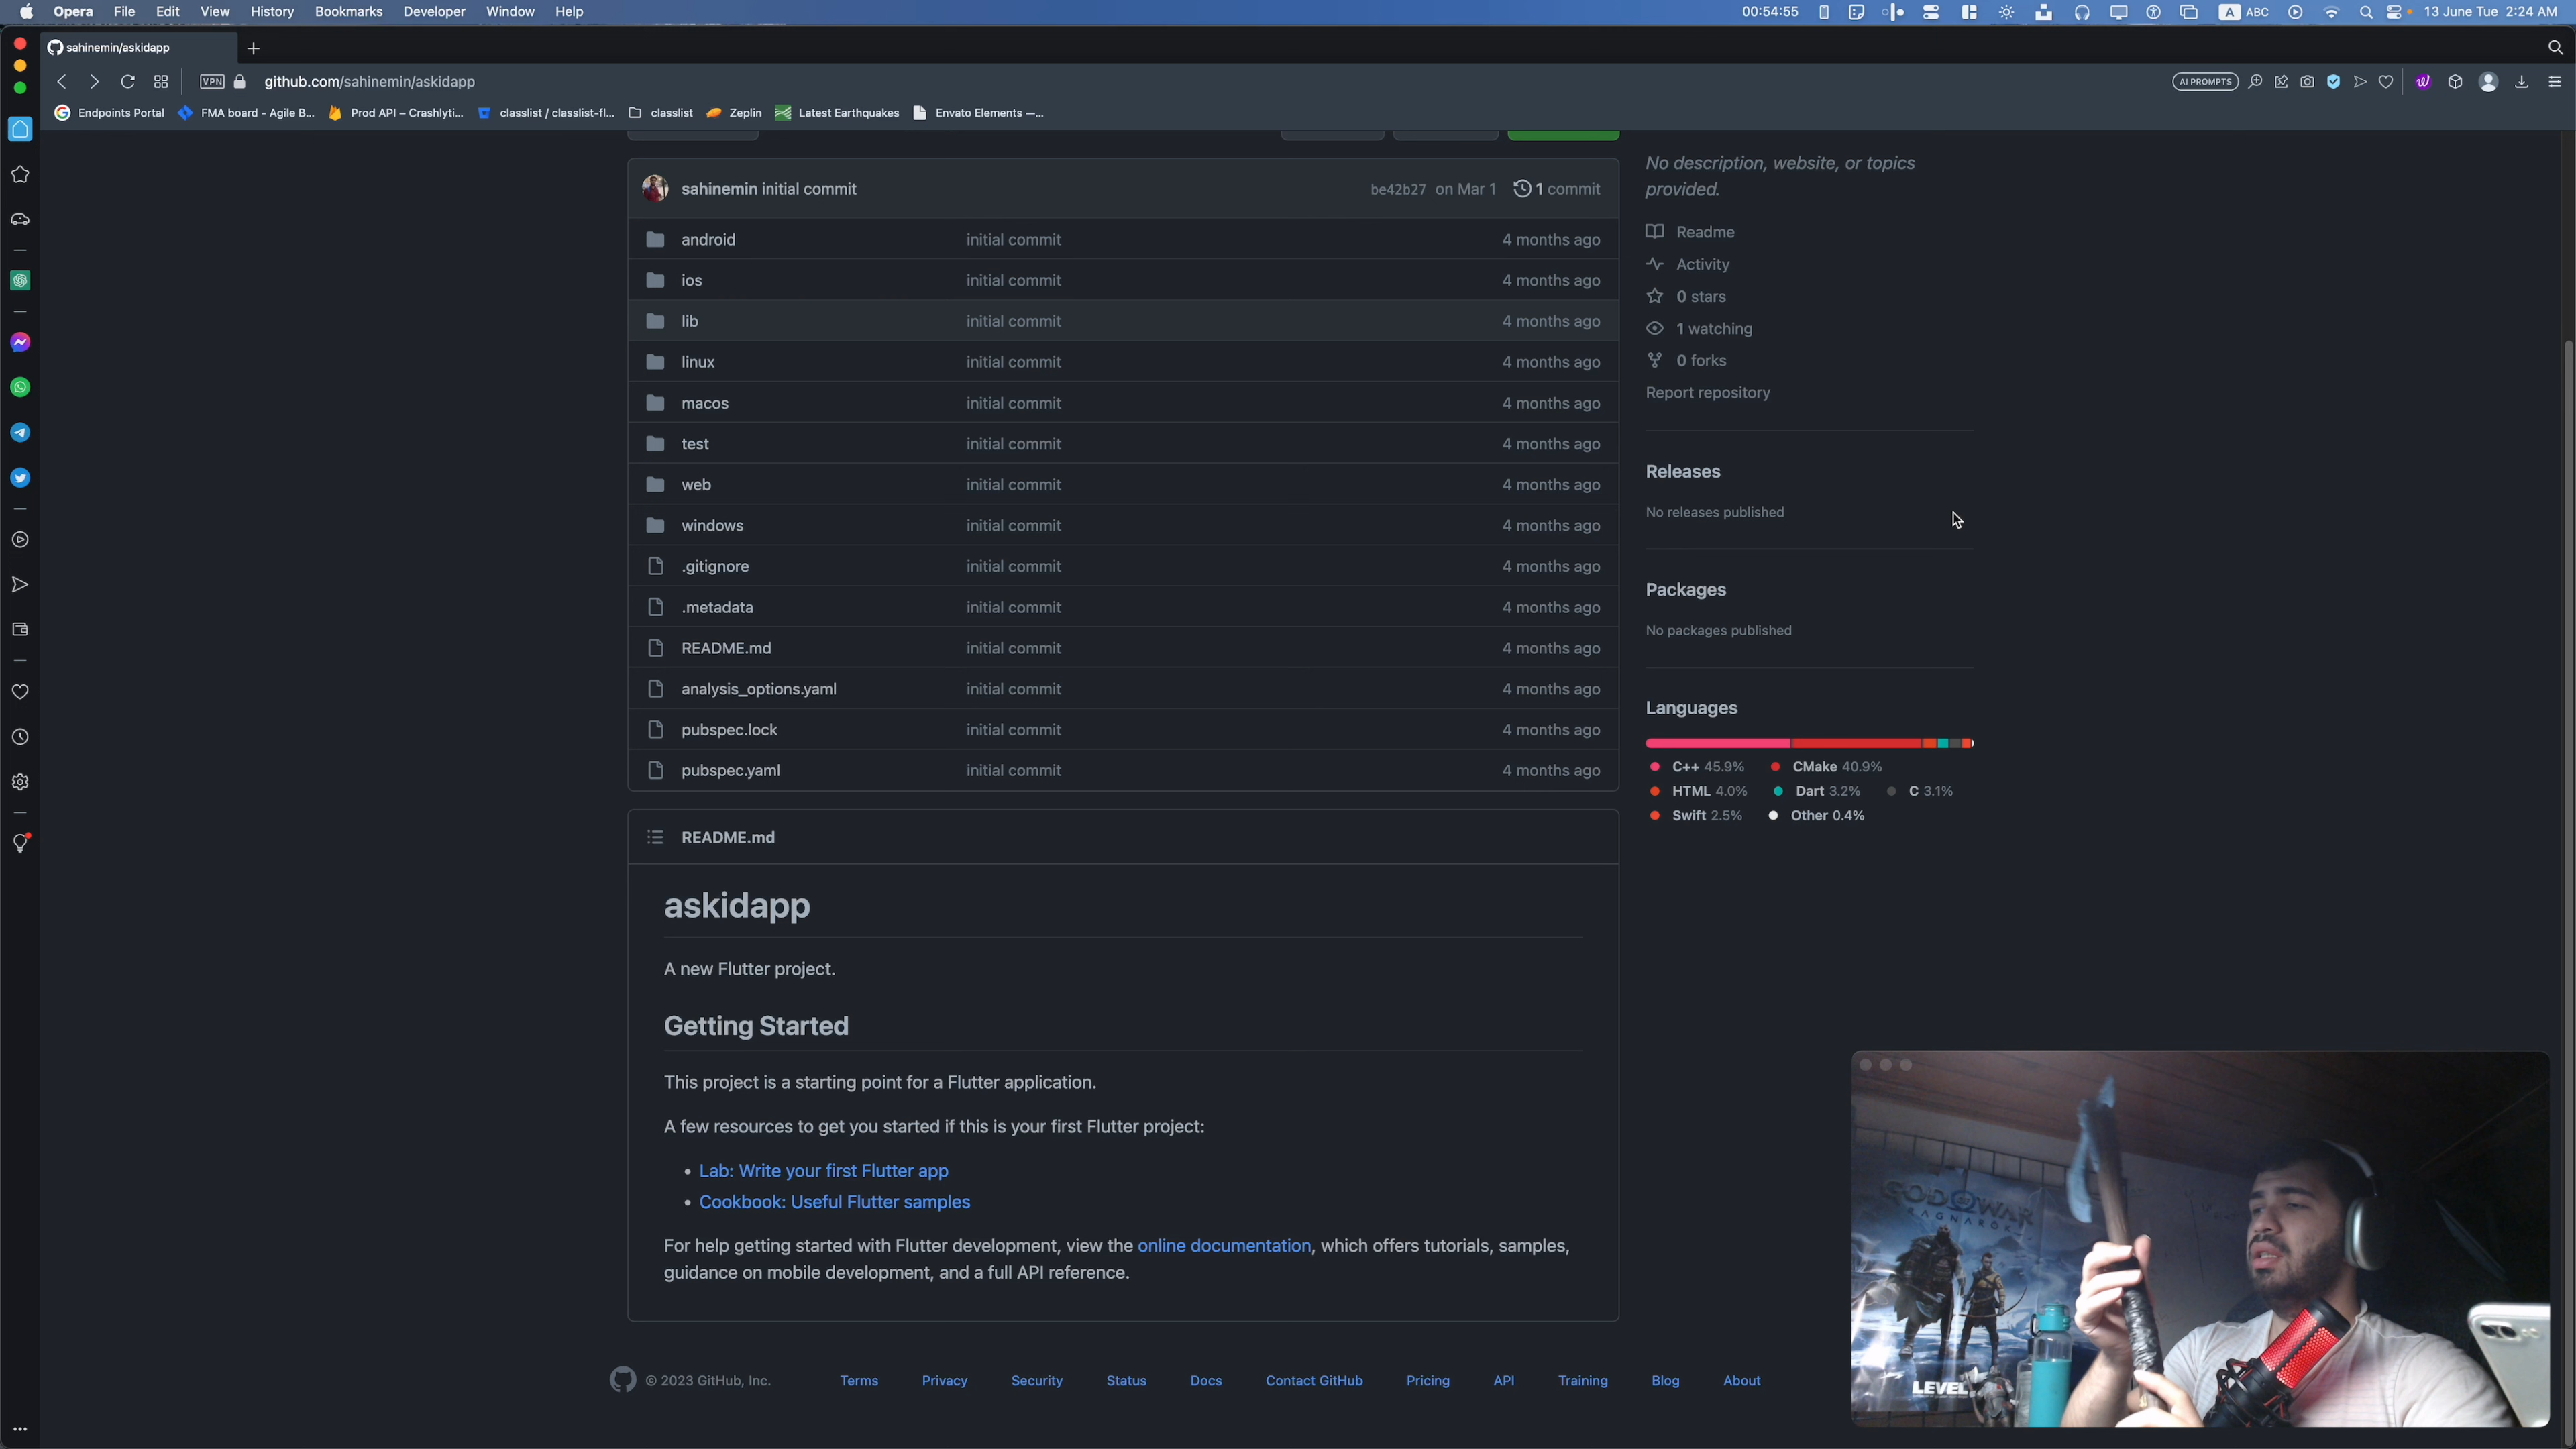 Opera File Edit View History Bookmarks Developer Window Help 00:54:55 A ABC 13 June Tue 2:24 AM
sahinemin/askidapp
VPN github.com/sahinemin/askidapp AI PROMPTS
Endpoints Portal FMA board - Agile B... Prod API – Crashlyti... classlist / classlist-fl... classlist Zeplin Latest Earthquakes Envato Elements —...
sahinemin initial commit be42b27 on Mar 1 1 commit
android initial commit 4 months ago
ios initial commit 4 months ago
lib initial commit 4 months ago
linux initial commit 4 months ago
macos initial commit 4 months ago
test initial commit 4 months ago
web initial commit 4 months ago
windows initial commit 4 months ago
.gitignore initial commit 4 months ago
.metadata initial commit 4 months ago
README.md initial commit 4 months ago
analysis_options.yaml initial commit 4 months ago
pubspec.lock initial commit 4 months ago
pubspec.yaml initial commit 4 months ago
README.md
askidapp
A new Flutter project.
Getting Started
This project is a starting point for a Flutter application.
A few resources to get you started if this is your first Flutter project:
• Lab: Write your first Flutter app
• Cookbook: Useful Flutter samples
For help getting started with Flutter development, view the online documentation, which offers tutorials, samples,
guidance on mobile development, and a full API reference.
No description, website, or topics
provided.
Readme
Activity
0 stars
1 watching
0 forks
Report repository
Releases
No releases published
Packages
No packages published
Languages
C++ 45.9% CMake 40.9%
HTML 4.0% Dart 3.2% C 3.1%
Swift 2.5% Other 0.4%
GOD OF WAR
RAGNARÖK
LEVEL
© 2023 GitHub, Inc. Terms Privacy Security Status Docs Contact GitHub Pricing API Training Blog About